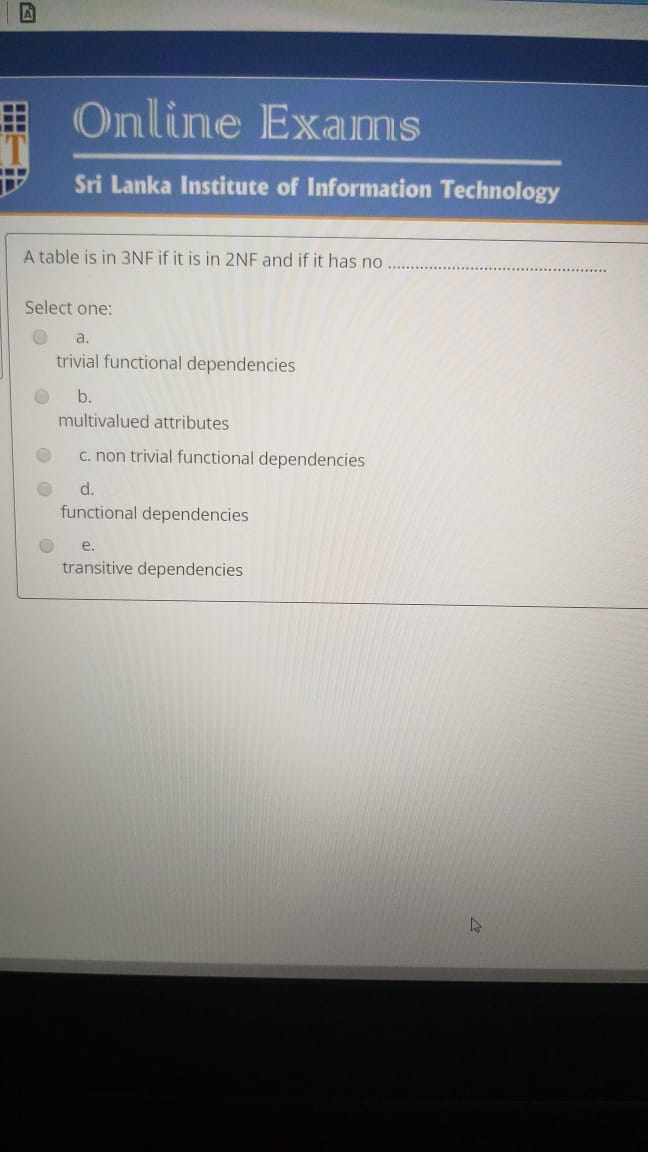 Online Exams
IT
Sri Lanka Institute of Information Technology
A table is in 3NF if it is in 2NF and if it has no ......................................................
Select one:
a.
trivial functional dependencies
b.
multivalued attributes
c. non trivial functional dependencies
d.
functional dependencies
e.
transitive dependencies